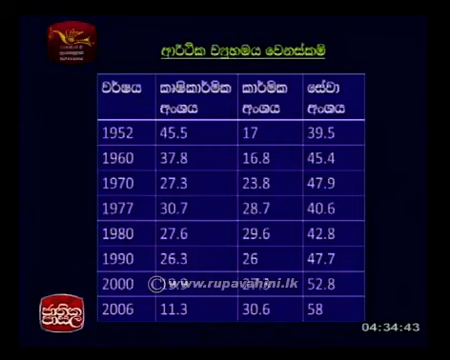 ආර්ථික ව්‍යුහමය වෙනස්කම්
වර්ෂය කෘෂිකාර්මික අංශය කාර්මික අංශය සේවා අංශය
1952 45.5 17 39.5
1960 37.8 16.8 45.4
1970 27.3 23.8 47.9
1977 30.7 28.7 40.6
1980 27.6 29.6 42.8
1990 26.3 26 47.7
2000 52.8
© www.rupavahini.lk
2006 11.3 30.6 58
ජාතික
පාසල
04:34:43